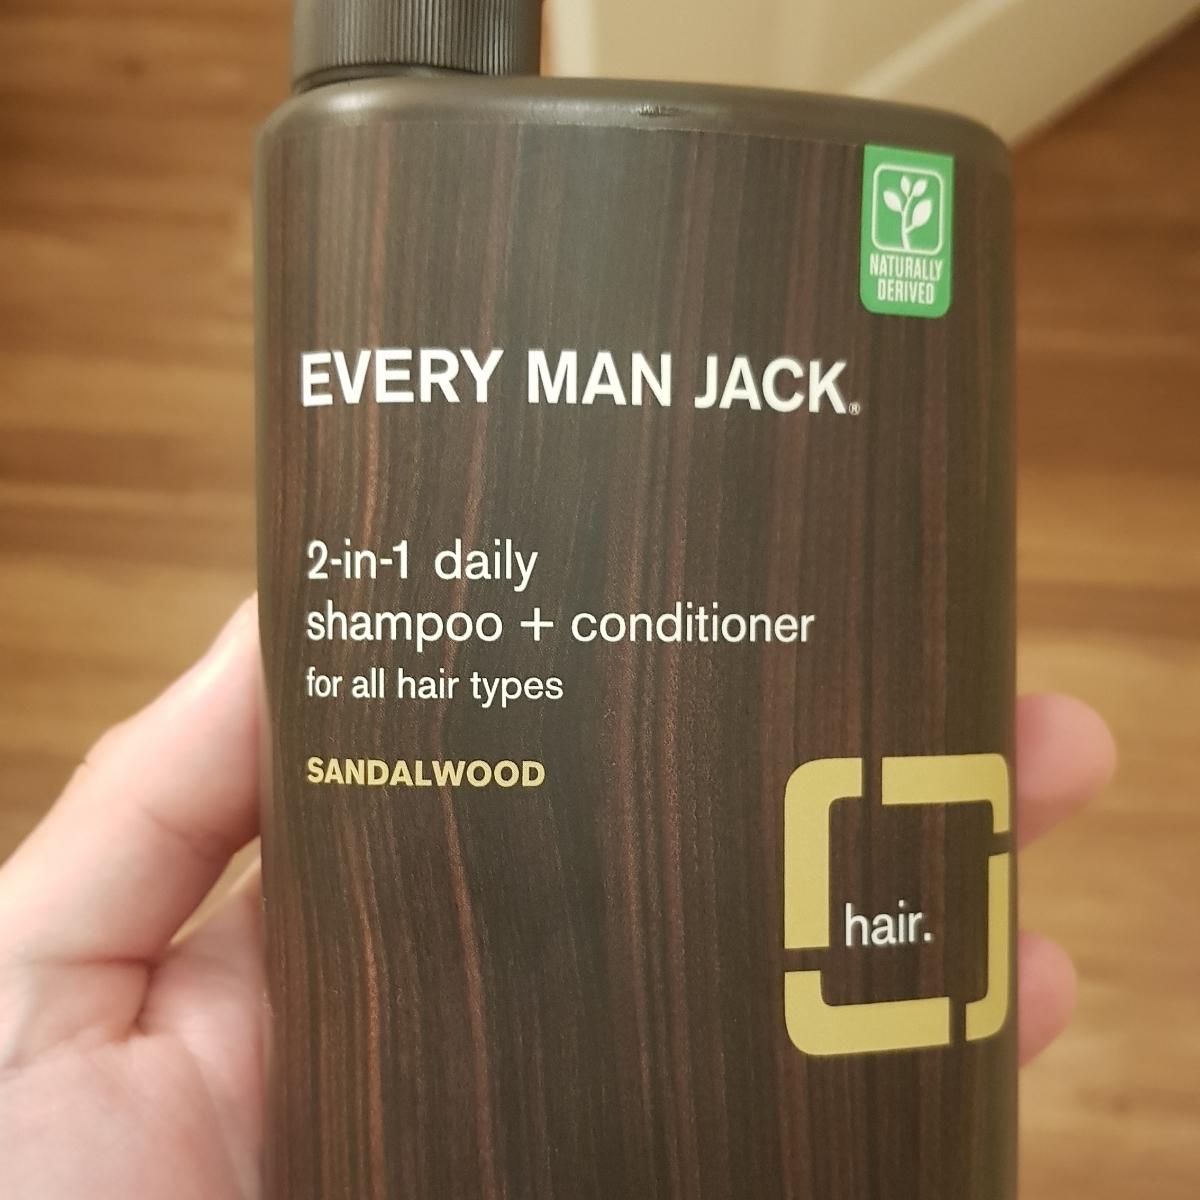 NATURALLY
DERIVED
EVERY MAN JACK®
2-in-1 daily
shampoo + conditioner
for all hair types
SANDALWOOD
hair.